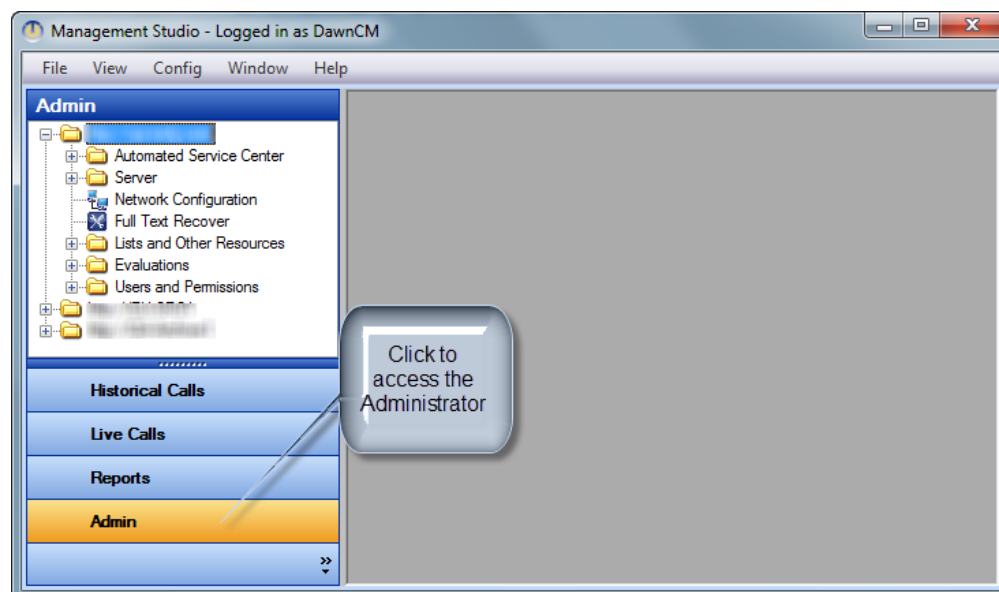 Management Studio - Logged in as DawnCM
File View Config Window Help
Admin
Automated Service Center
Server
Network Configuration
Full Text Recover
Lists and Other Resources
Evaluations
Users and Permissions
Click to
access the
Administrator
Historical Calls
Live Calls
Reports
Admin